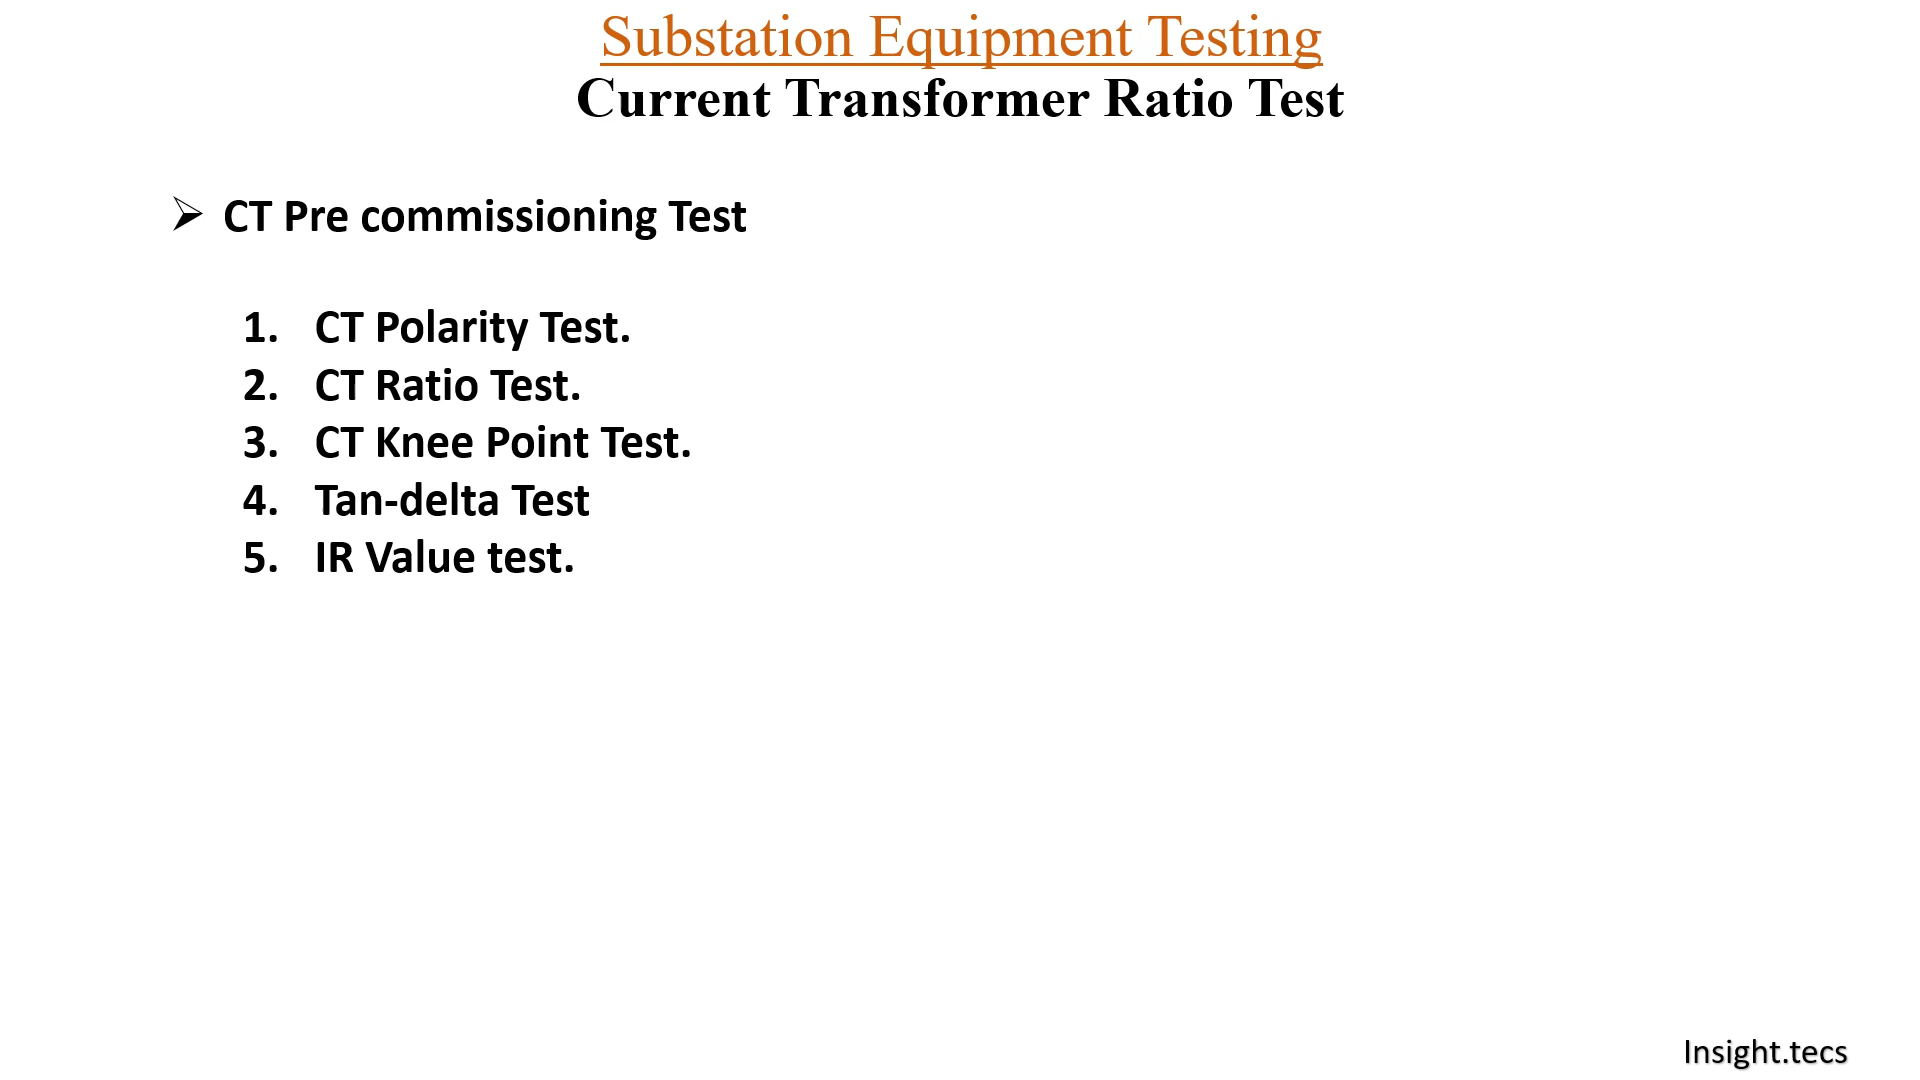 Substation Equipment Testing
Current Transformer Ratio Test
➢ CT Pre commissioning Test
1. CT Polarity Test.
2. CT Ratio Test.
3. CT Knee Point Test.
4. Tan-delta Test
5. IR Value test.
Insight.tecs